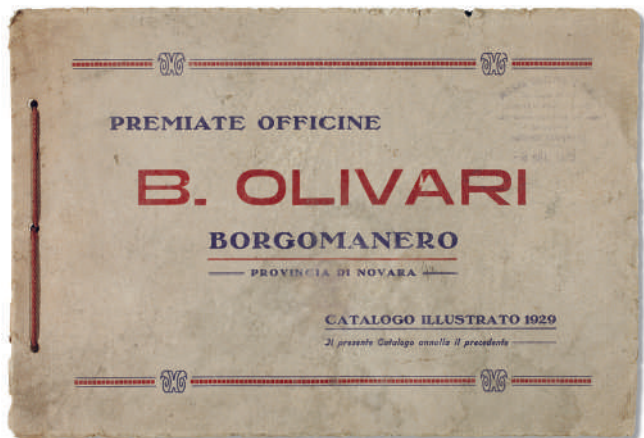 PREMIATE OFFICINE
B. OLIVARI
BORGOMANERO
PROVINCIA DI NOVARA
CATALOGO ILLUSTRATO 1929
Il presente Catalogo annulla il precedente